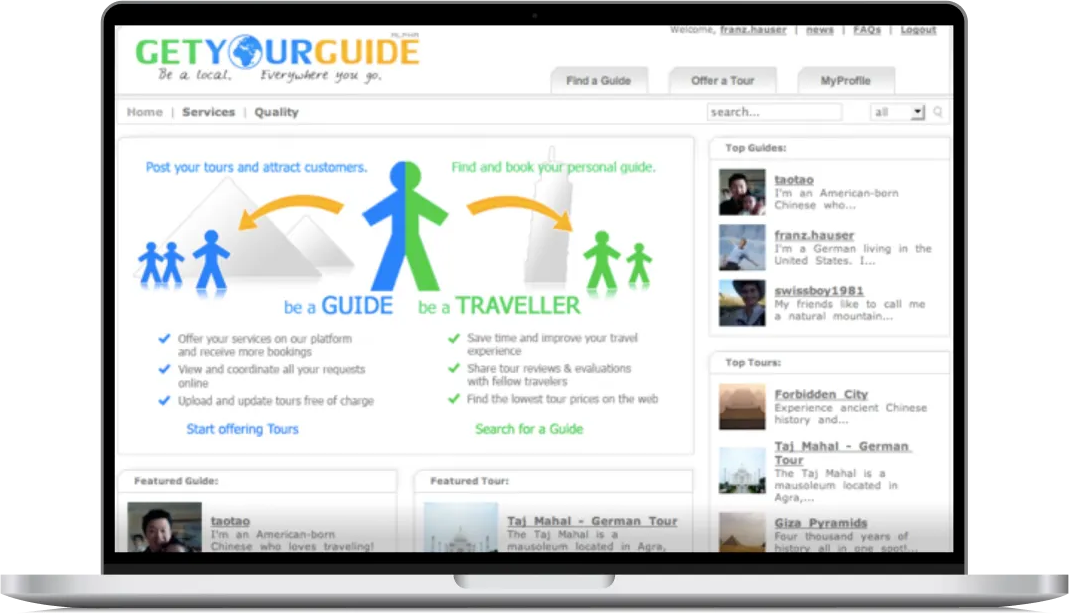 Welcome, franz.hauser | news | FAQs | Logout
ALPHA
GETYOURGUIDE
Be a local. Everywhere you go.
Find a Guide
Offer a Tour
MyProfile
Home | Services | Quality
search...
all
Post your tours and attract customers.
Find and book your personal guide.
be a GUIDE
be a TRAVELLER
Offer your services on our platform
and receive more bookings
View and coordinate all your requests
online
Upload and update tours free of charge
Start offering Tours
Save time and improve your travel
experience
Share tour reviews & evaluations
with fellow travelers
Find the lowest tour prices on the web
Search for a Guide
Top Guides:
taotao
I'm an American-born
Chinese who...
franz.hauser
I'm a German living in the
United States. I...
swissboy1981
My friends like to call me
a natural mountain...
Top Tours:
Forbidden City
Experience ancient Chinese
history and...
Taj Mahal - German
Tour
The Taj Mahal is a
mausoleum located in
Agra,...
Giza Pyramids
Four thousand years of
history all in one spot!...
Featured Guide:
taotao
I'm an American-born
Chinese who loves traveling!
Featured Tour:
Taj Mahal - German Tour
The Taj Mahal is a
mausoleum located in Agra,